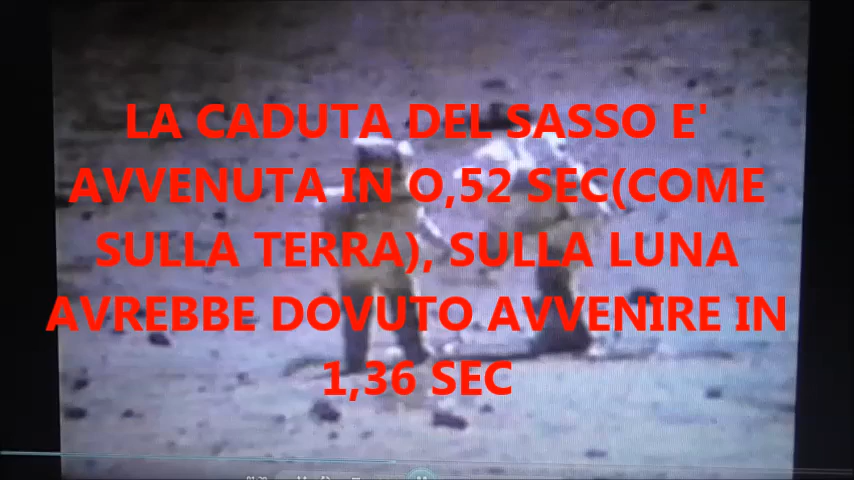 LA CADUTA DEL SASSO E'
AVVENUTA IN 0,52 SEC(COME
SULLA TERRA), SULLA LUNA
AVREBBE DOVUTO AVVENIRE IN
1,36 SEC